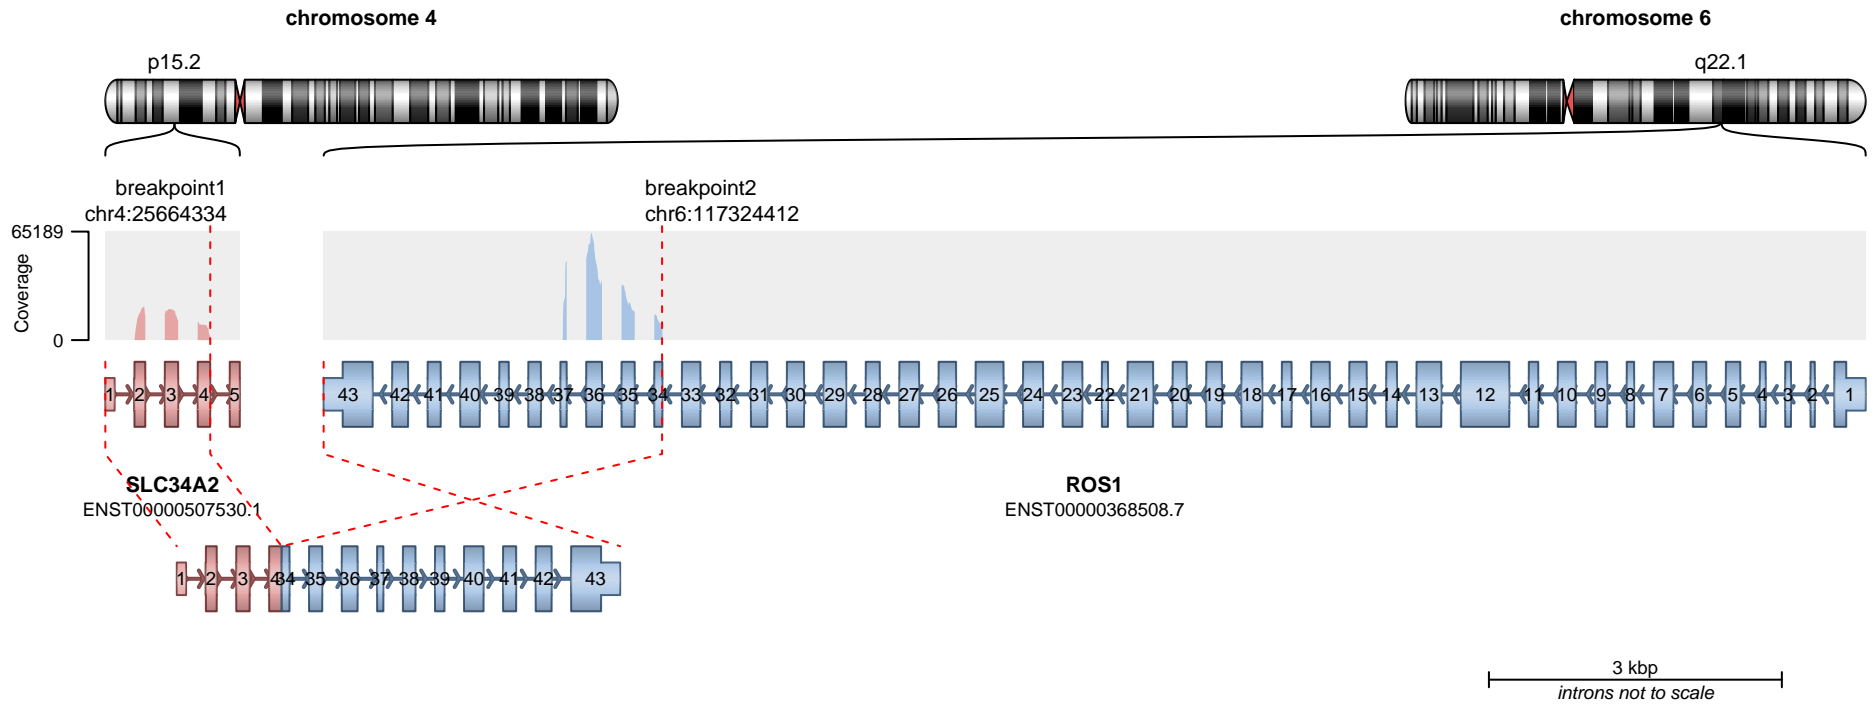 chromosome 4
chromosome 6
p15.2
q22.1
breakpoint1
chr4:25664334
breakpoint2
chr6:117324412
65189
Coverage
0
1 2 3 4 5
43 42 41 40 39 38 37 36 35 34 33 32 31 30 29 28 27 26 25 24 23 22 21 20 19 18 17 16 15 14 13 12 11 10 9 8 7 6 5 4 3 2 1
SLC34A2
ENST00000507530.1
ROS1
ENST00000368508.7
1 2 3 4 34 35 36 37 38 39 40 41 42 43
3 kbp
introns not to scale